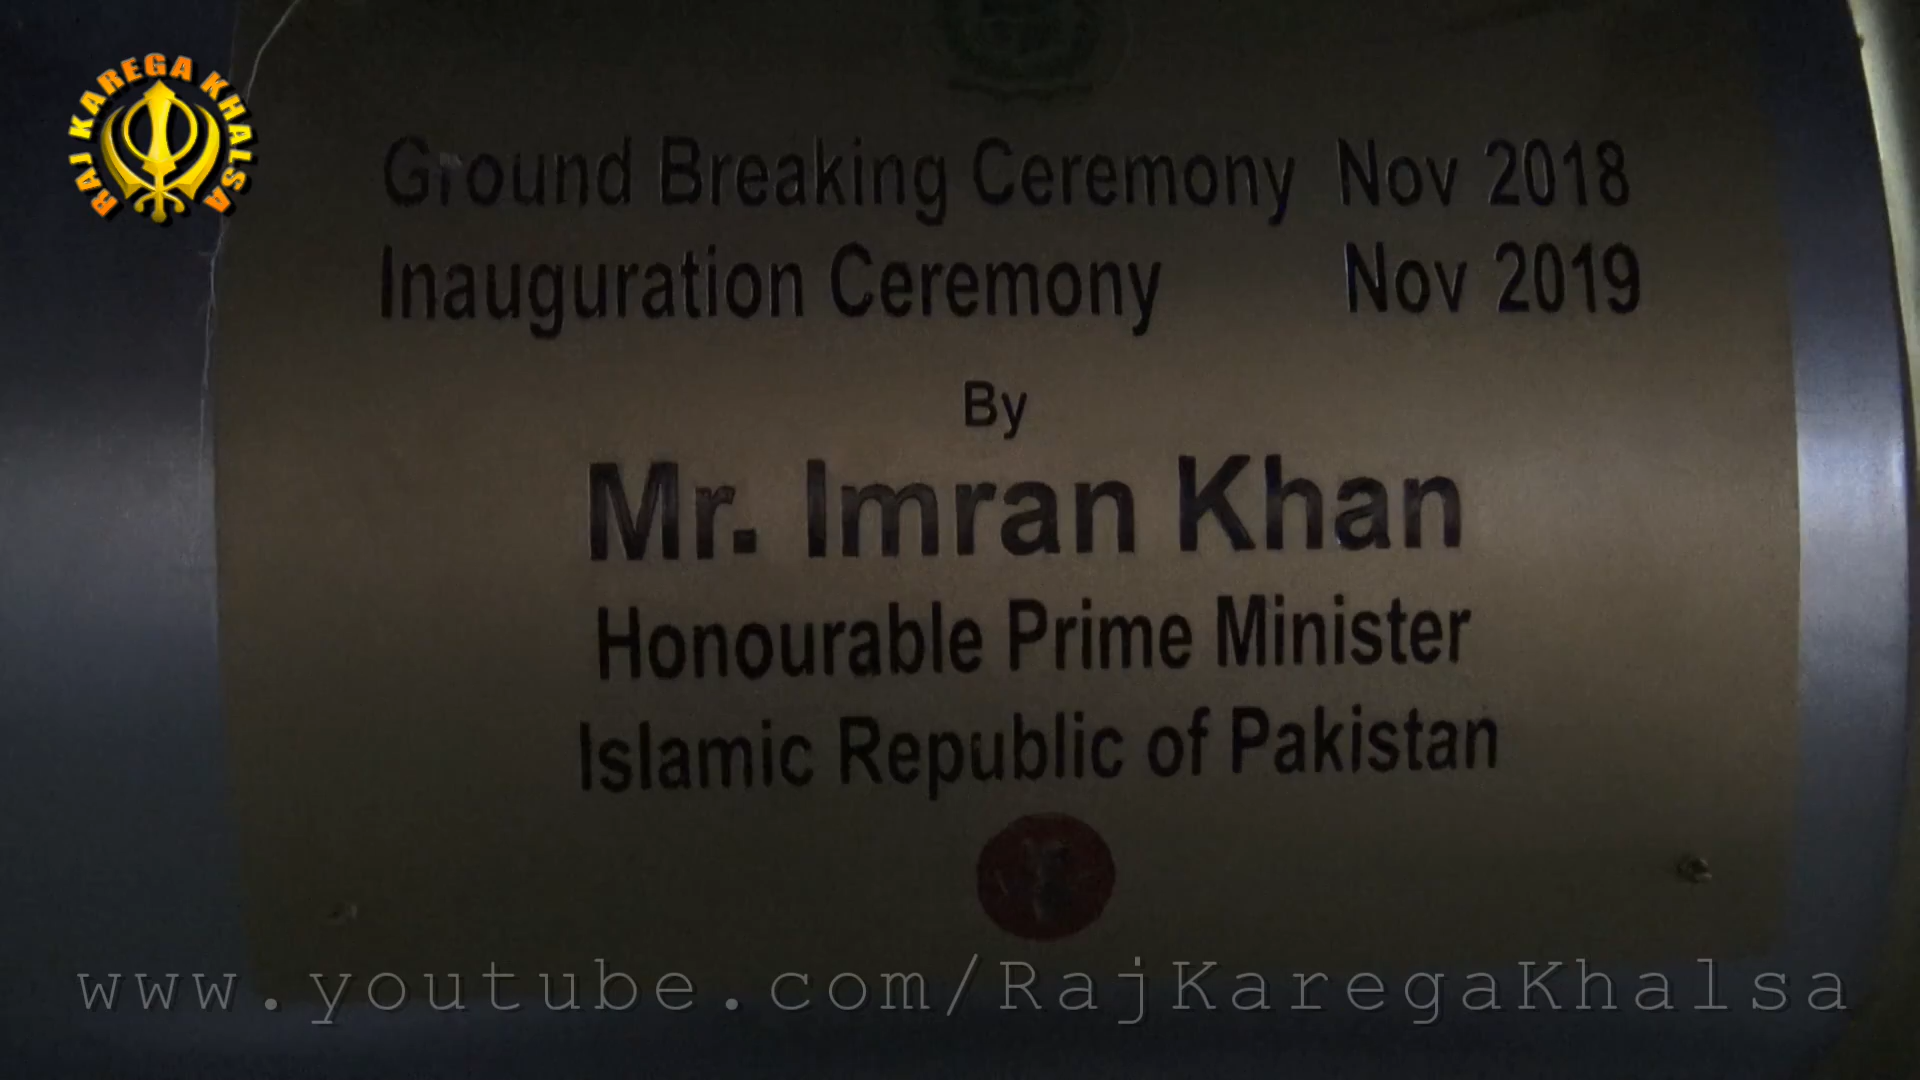 RAJ KAREGA KHALSA
Ground Breaking Ceremony Nov 2018
Inauguration Ceremony Nov 2019
By
Mr. Imran Khan
Honourable Prime Minister
Islamic Republic of Pakistan
www.youtube.com/RajKaregaKhalsa